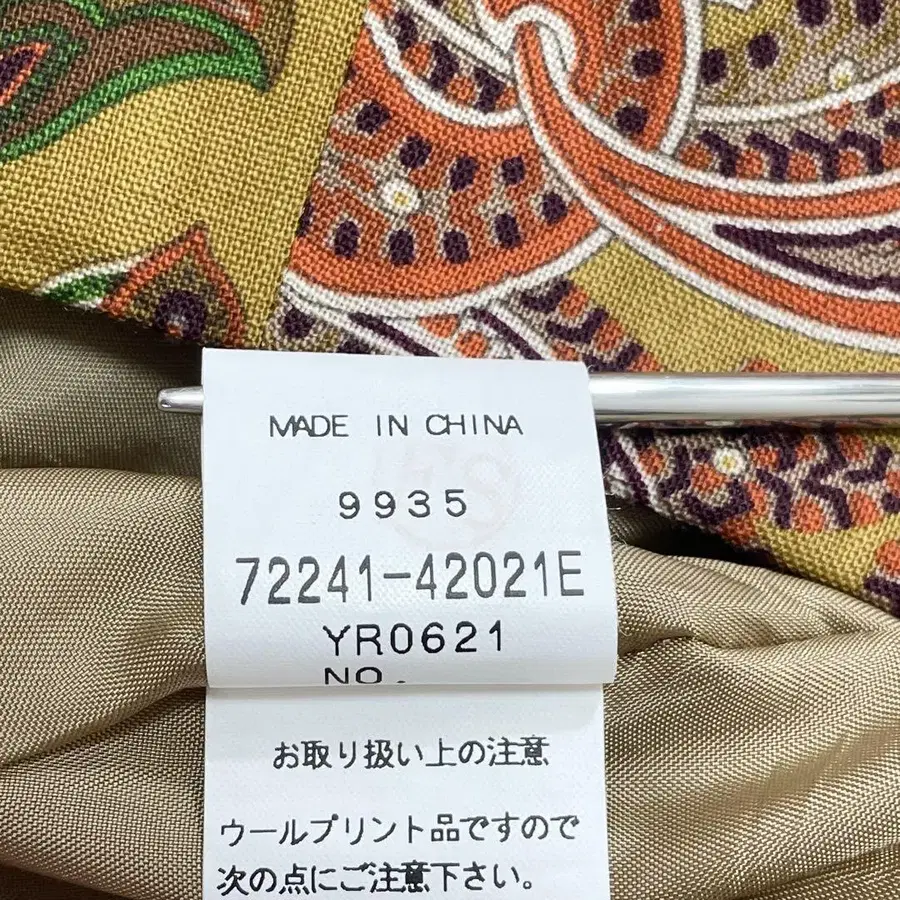 MADE IN CHINA
9935
72241-42021E
YR0621
NO.
お取り扱い上の注意
ウールプリント品ですので
次の点にご注意下さい。